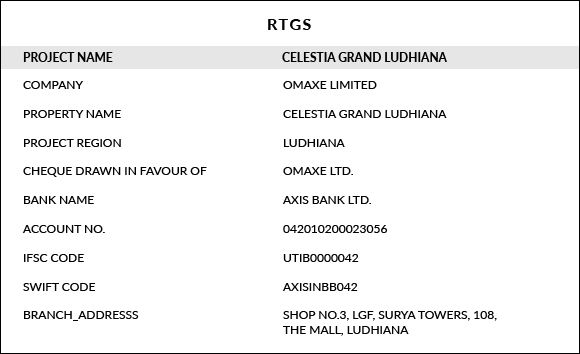 RTGS
PROJECT NAME CELESTIA GRAND LUDHIANA
COMPANY OMAXE LIMITED
PROPERTY NAME CELESTIA GRAND LUDHIANA
PROJECT REGION LUDHIANA
CHEQUE DRAWN IN FAVOUR OF OMAXE LTD.
BANK NAME AXIS BANK LTD.
ACCOUNT NO. 042010200023056
IFSC CODE UTIB0000042
SWIFT CODE AXISINBB042
BRANCH_ADDRESSS SHOP NO.3, LGF, SURYA TOWERS, 108,
THE MALL, LUDHIANA